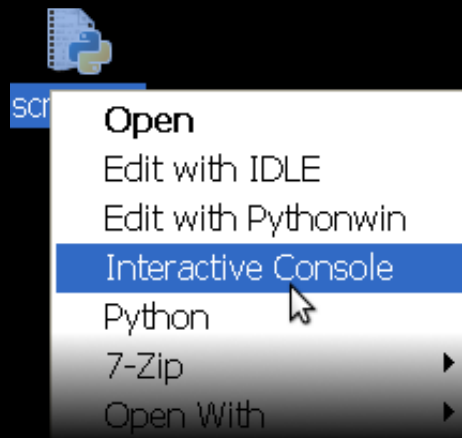 scr
Open
Edit with IDLE
Edit with Pythonwin
Interactive Console
Python
7-Zip
Open With